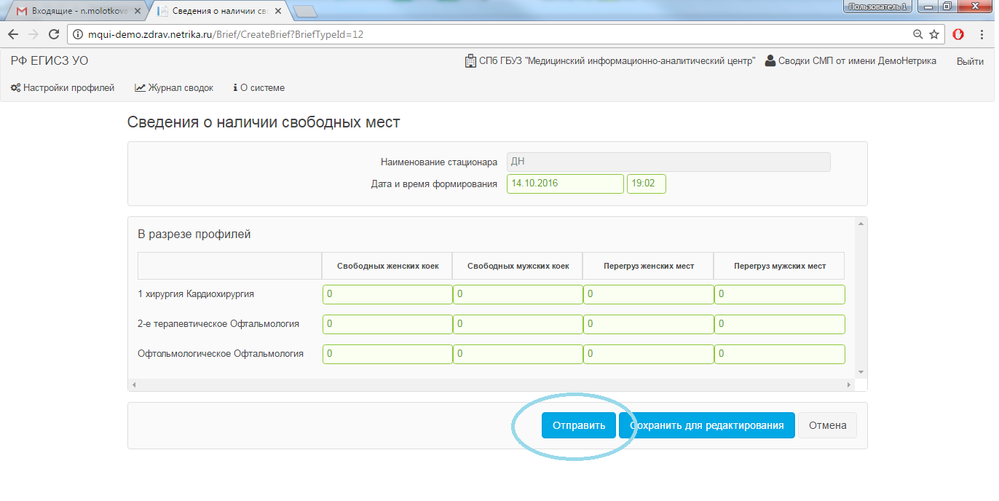 Входящие - n.molotkova
Сведения о наличии св
Пользователь 1
mqui-demo.zdrav.netrika.ru/Brief/CreateBrief?BriefTypeId=12
РФ ЕГИСЗ УО
СПб ГБУЗ "Медицинский информационно-аналитический центр"
Сводки СМП от имени ДемоНетрика
Выйти
Настройки профилей
Журнал сводок
О системе
Сведения о наличии свободных мест
Наименование стационара ДН
Дата и время формирования 14.10.2016 19:02
В разрезе профилей
Свободных женских коек Свободных мужских коек Перегруз женских мест Перегруз мужских мест
1 хирургия Кардиохирургия 0 0 0 0
2-е терапевтическое Офтальмология 0 0 0 0
Офтольмологическое Офтальмология 0 0 0 0
Отправить Сохранить для редактирования Отмена